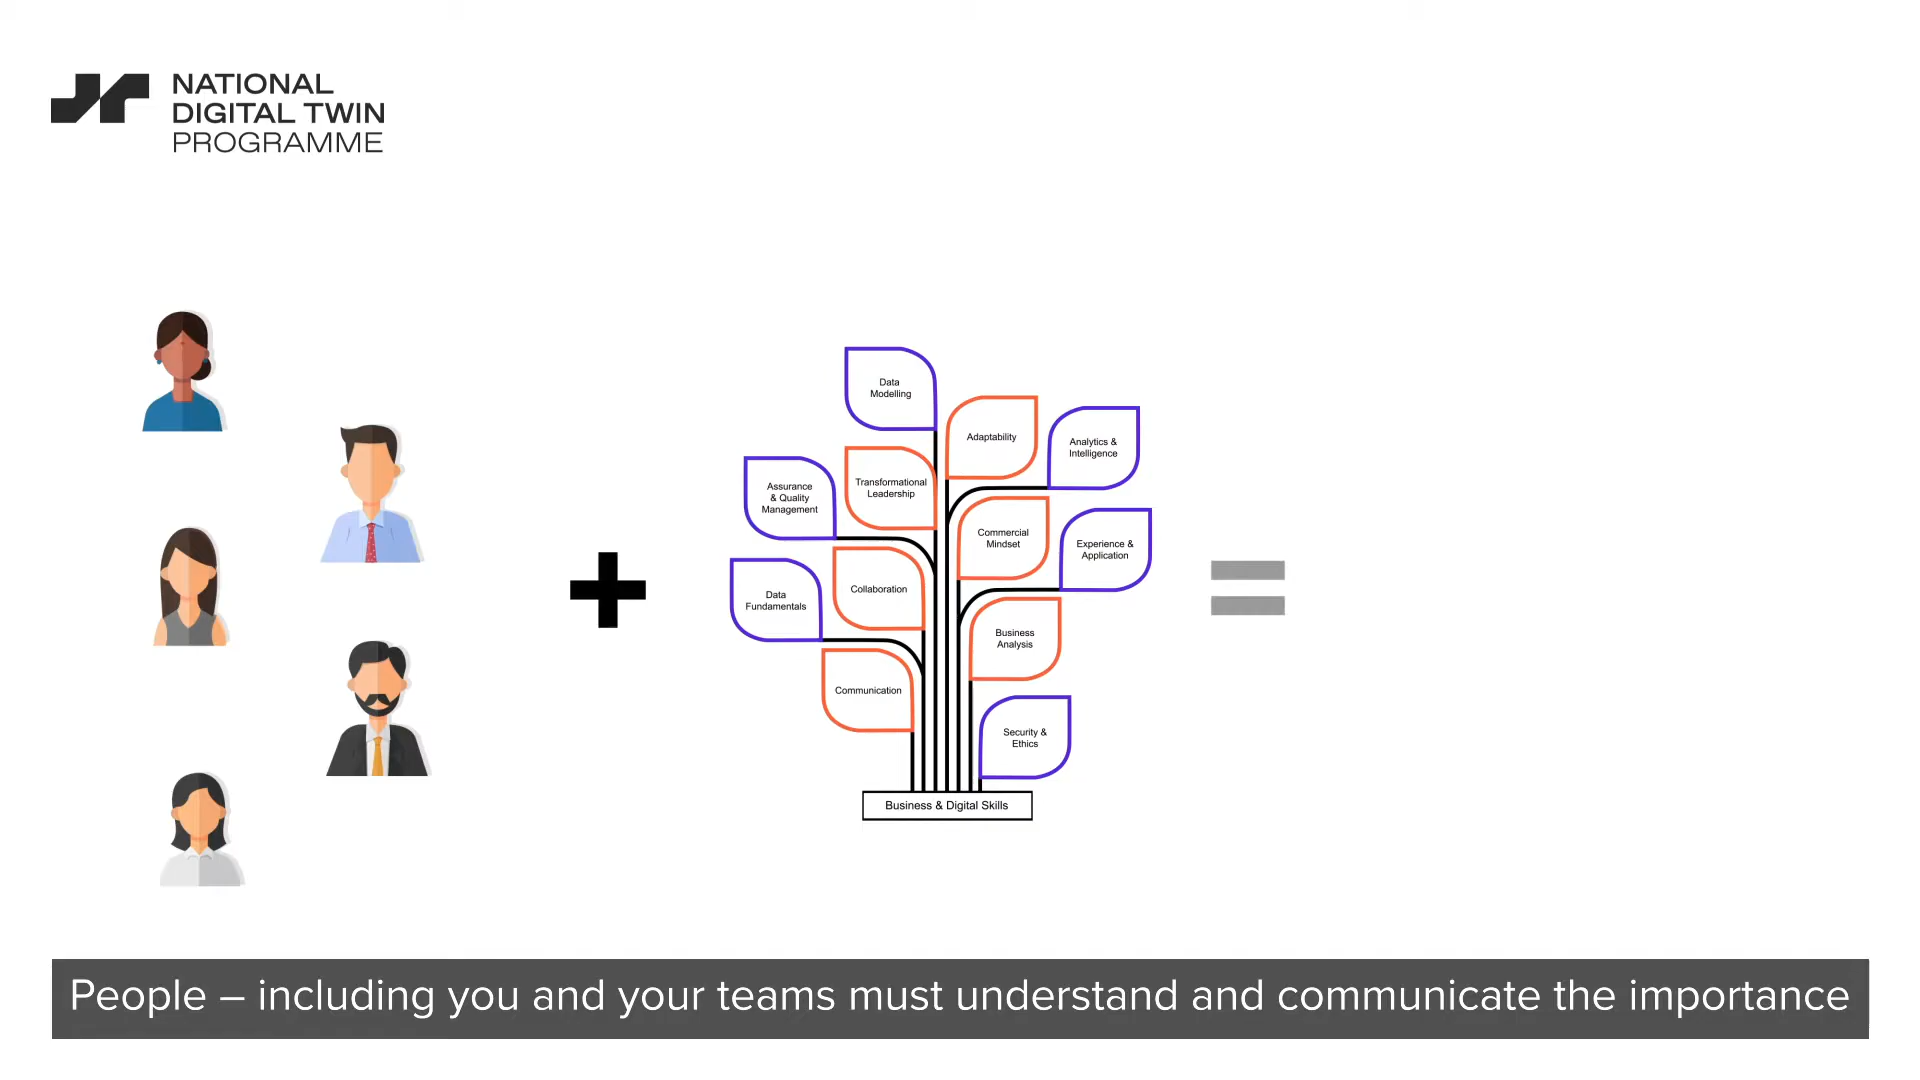 NATIONAL
DIGITAL TWIN
PROGRAMME
Data
Modelling
Adaptability
Analytics &
Intelligence
Assurance
& Quality
Management
Transformational
Leadership
Commercial
Mindset
Experience &
Application
Data
Fundamentals
Collaboration
Business
Analysis
Communication
Security &
Ethics
Business & Digital Skills
People – including you and your teams must understand and communicate the importance